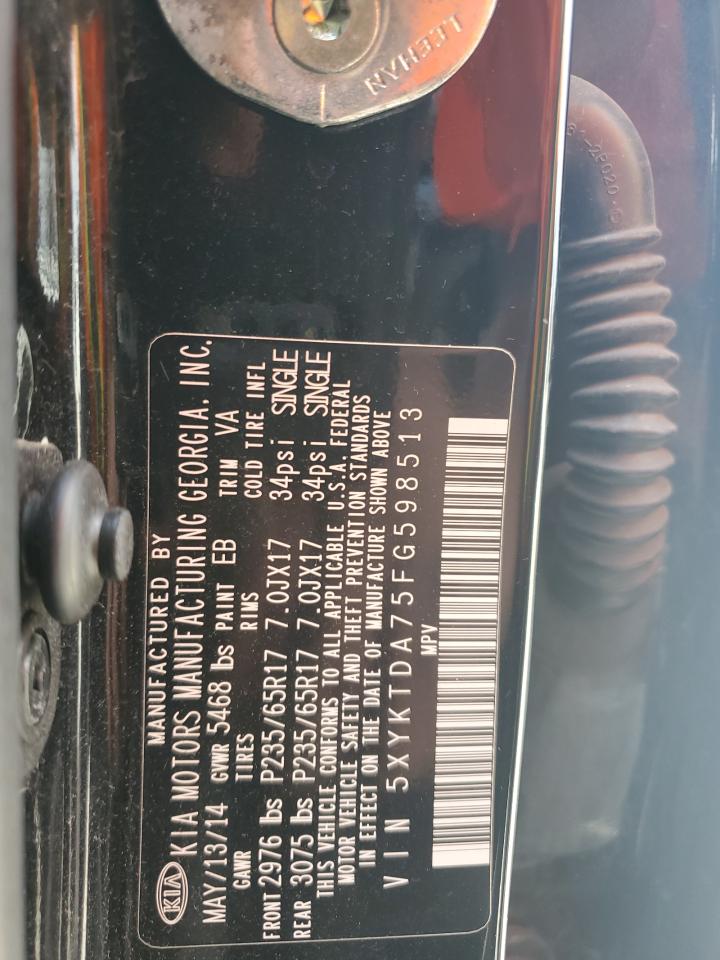 LEEHAN
2P020
MANUFACTURED BY
KIA KIA MOTORS MANUFACTURING GEORGIA, INC.
MAY/13/14 GVWR 5468 lbs PAINT EB TRIM VA
GAWR TIRES RIMS COLD TIRE INFL
FRONT 2976 lbs P235/65R17 7.0JX17 34psi SINGLE
REAR 3075 lbs P235/65R17 7.0JX17 34psi SINGLE
THIS VEHICLE CONFORMS TO ALL APPLICABLE U.S.A. FEDERAL
MOTOR VEHICLE SAFETY AND THEFT PREVENTION STANDARDS
IN EFFECT ON THE DATE OF MANUFACTURE SHOWN ABOVE
VIN 5XYKTDA75FG598513
MPV